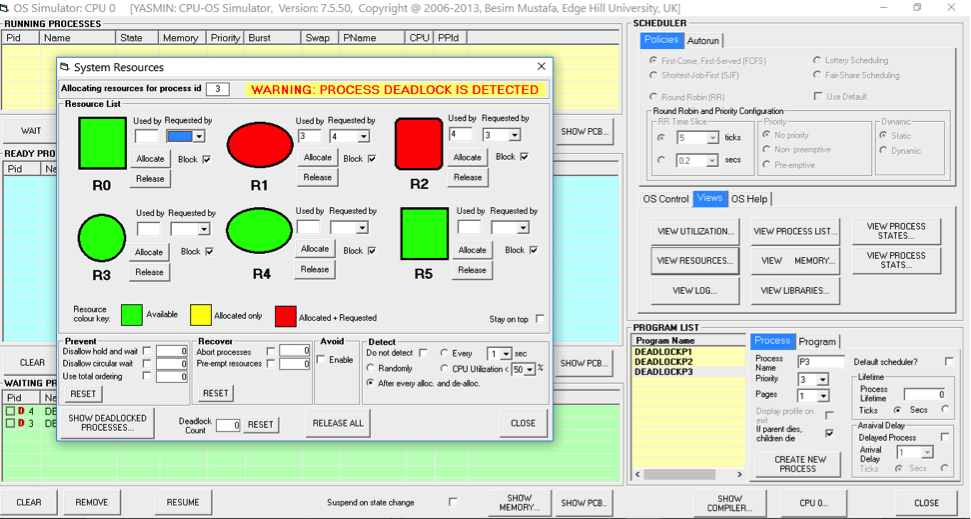 OS Simulator: CPU 0 [YASMIN: CPU-OS Simulator, Version: 7.5.50, Copyright @ 2006-2013, Besim Mustafa, Edge Hill University, UK]
RUNNING PROCESSES
Pid Name State Memory Priority Burst Swap PName CPU PPId
WAIT
SHOW PCB...
READY PRO
Pid
CLEAR
SHOW PCB...
WAITING PR
Pid Na
D 4 DE
D 3 DE
CLEAR REMOVE RESUME Suspend on state change SHOW MEMORY... SHOW PCB..
System Resources
Allocating resources for process id 3 WARNING: PROCESS DEADLOCK IS DETECTED
Resource List
Used by Requested by Used by Requested by Used by Requested by
3 4 4 3
Allocate Block Allocate Block Allocate Block
Release Release Release
R0 R1 R2
Used by Requested by Used by Requested by Used by Requested by
Allocate Block Allocate Block Allocate Block
Release Release Release
R3 R4 R5
Resource colour key: Available Allocated only Allocated + Requested Stay on top
Prevent
Disallow hold and wait 0
Disallow circular wait 0
Use total ordering 0
RESET
Recover
Abort processes 0
Pre-empt resources 0
RESET
Avoid
Enable
Detect
Do not detect Every 1 sec
Randomly CPU Utilization < 50 %
After every alloc. and de-alloc.
SHOW DEADLOCKED PROCESSES... Deadlock Count 0 RESET RELEASE ALL CLOSE
SCHEDULER
Policies Autorun
First-Come, First-Served (FCFS) Lottery Scheduling
Shortest-Job-First (SJF) Fair-Share Scheduling
Round Robin (RR) Use Default
Round Robin and Priority Configuration
RR Time Slice Priority Dynamic
5 ticks No priority Static
Non- preemptive Dynamic
0.2 secs Pre-emptive
OS Control Views OS Help
VIEW UTILIZATION... VIEW PROCESS LIST... VIEW PROCESS STATES...
VIEW RESOURCES... VIEW MEMORY... VIEW PROCESS STATS...
VIEW LOG... VIEW LIBRARIES...
PROGRAM LIST
Program Name
DEADLOCKP1
DEADLOCKP2
DEADLOCKP3
Process Program
Process Name P3 Default scheduler?
Priority 3
Pages 1
Display profile on exit
If parent dies, children die
CREATE NEW PROCESS
Lifetime
Process Lifetime 0
Ticks Secs
Arraival Delay
Delayed Process
Arrival Delay 1
Ticks Secs
SHOW COMPILER... CPU 0... CLOSE